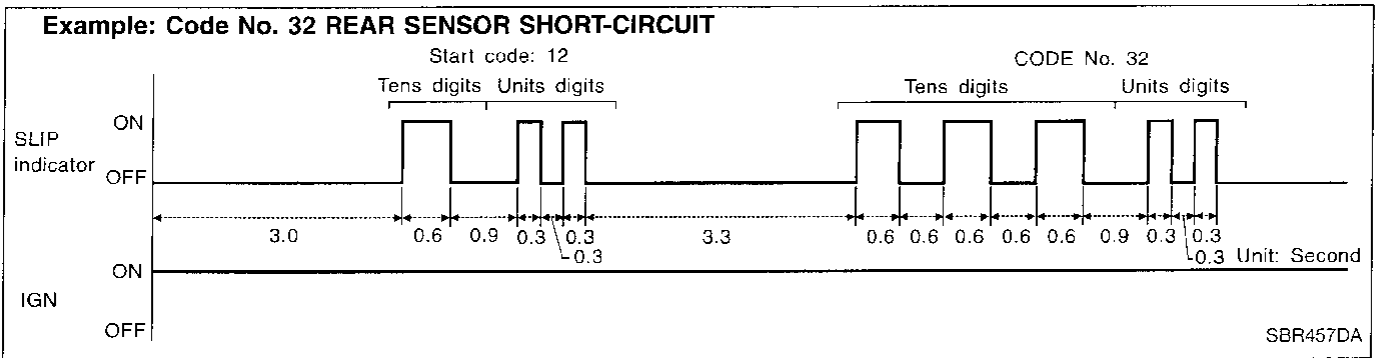 Example: Code No. 32 REAR SENSOR SHORT-CIRCUIT
Start code: 12
CODE No. 32
Tens digits Units digits
Tens digits Units digits
SLIP
indicator
ON
OFF
3.0 0.6 0.9 0.3 0.3 3.3 0.6 0.6 0.6 0.6 0.6 0.9 0.3 0.3
0.3 0.3 Unit: Second
ON
IGN
OFF
SBR457DA